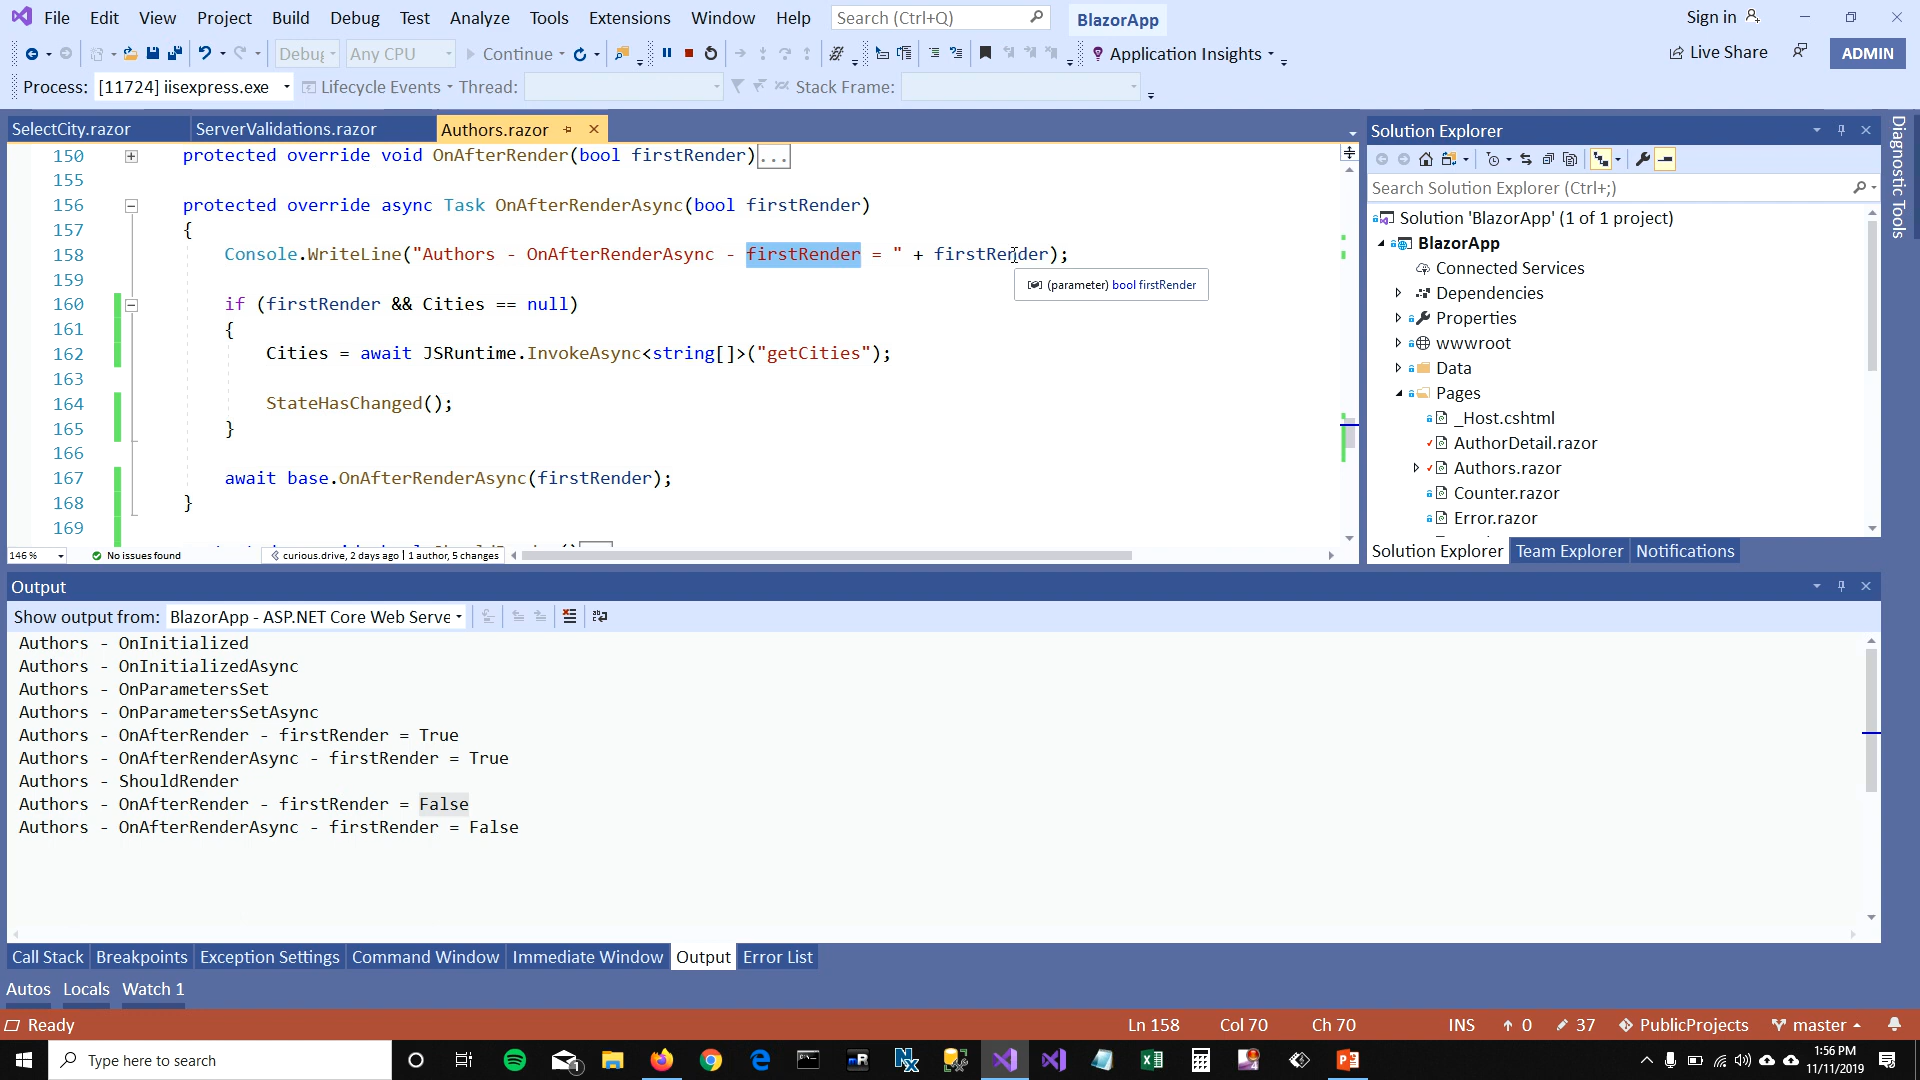 File Edit View Project Build Debug Test Analyze Tools Extensions Window Help Search (Ctrl+Q) BlazorApp Sign in
Debug Any CPU Continue Application Insights Live Share ADMIN
Process: [11724] iisexpress.exe Lifecycle Events Thread: Stack Frame:
SelectCity.razor ServerValidations.razor Authors.razor
150 protected override void OnAfterRender(bool firstRender)...
155
156 protected override async Task OnAfterRenderAsync(bool firstRender)
157 {
158 Console.WriteLine("Authors - OnAfterRenderAsync - firstRender = " + firstRender);
(parameter) bool firstRender
159
160 if (firstRender && Cities == null)
161 {
162 Cities = await JSRuntime.InvokeAsync<string[]>("getCities");
163
164 StateHasChanged();
165 }
166
167 await base.OnAfterRenderAsync(firstRender);
168 }
169
146 % No issues found curious.drive, 2 days ago | 1 author, 5 changes
Solution Explorer
Search Solution Explorer (Ctrl+;)
Solution 'BlazorApp' (1 of 1 project)
BlazorApp
Connected Services
Dependencies
Properties
wwwroot
Data
Pages
_Host.cshtml
AuthorDetail.razor
Authors.razor
Counter.razor
Error.razor
Solution Explorer Team Explorer Notifications
Diagnostic Tools
Output
Show output from: BlazorApp - ASP.NET Core Web Serve
Authors - OnInitialized
Authors - OnInitializedAsync
Authors - OnParametersSet
Authors - OnParametersSetAsync
Authors - OnAfterRender - firstRender = True
Authors - OnAfterRenderAsync - firstRender = True
Authors - ShouldRender
Authors - OnAfterRender - firstRender = False
Authors - OnAfterRenderAsync - firstRender = False
Call Stack Breakpoints Exception Settings Command Window Immediate Window Output Error List
Autos Locals Watch 1
Ready Ln 158 Col 70 Ch 70 INS 0 37 PublicProjects master
Type here to search
1:56 PM
11/11/2019